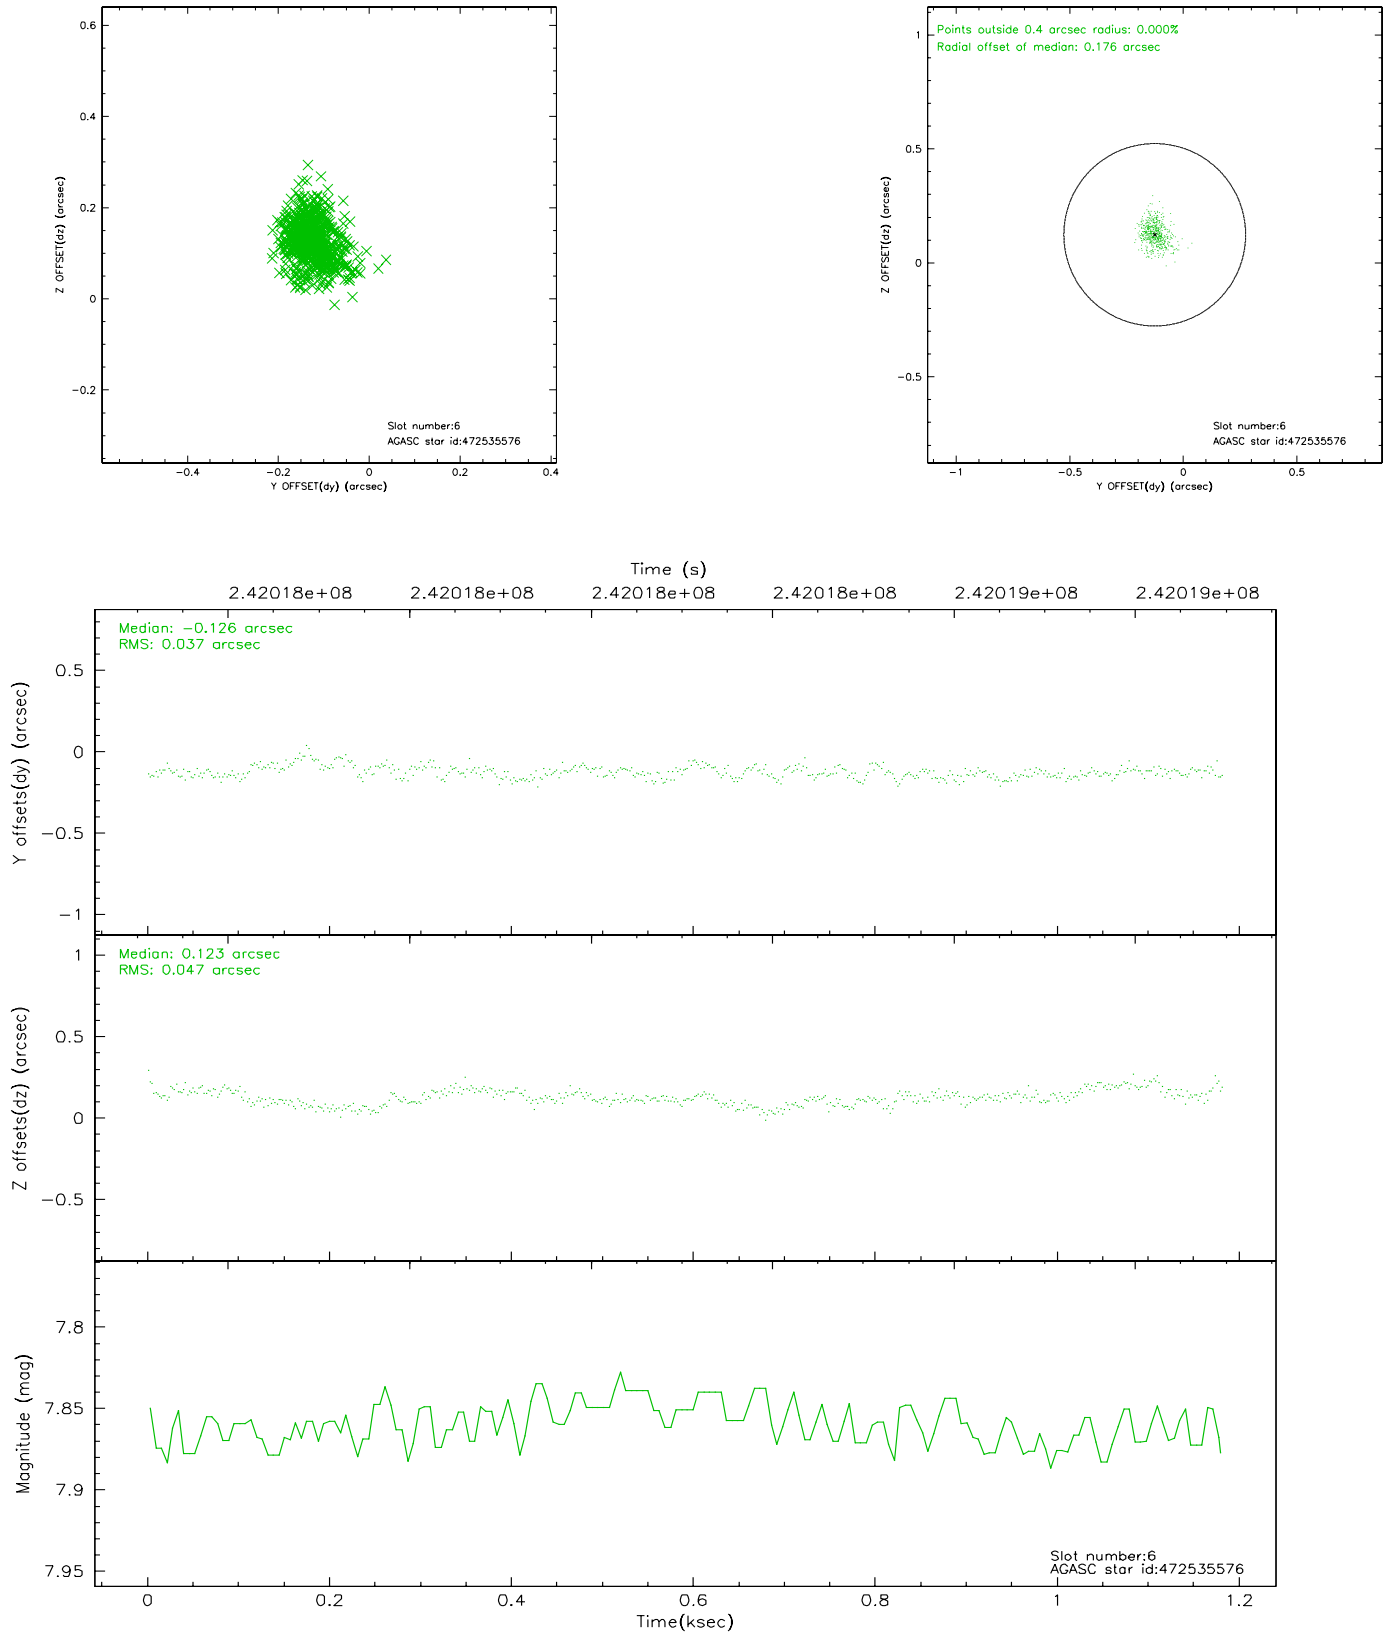 0.6
0.4
0.2
0
−0.2
Z OFFSET(dz) (arcsec)
Slot number:6
AGASC star id:472535576
−0.4 −0.2 0 0.2 0.4
Y OFFSET(dy) (arcsec)
Points outside 0.4 arcsec radius: 0.000%
Radial offset of median: 0.176 arcsec
1
0.5
0
−0.5
Z OFFSET(dz) (arcsec)
Slot number:6
AGASC star id:472535576
−1 −0.5 0 0.5
Y OFFSET(dy) (arcsec)
Time (s)
2.42018e+08 2.42018e+08 2.42018e+08 2.42018e+08 2.42019e+08 2.42019e+08
Median: −0.126 arcsec
RMS: 0.037 arcsec
0.5
0
−0.5
−1
Y offsets(dy) (arcsec)
Median: 0.123 arcsec
RMS: 0.047 arcsec
1
0.5
0
−0.5
Z offsets(dz) (arcsec)
7.8
7.85
7.9
7.95
Magnitude (mag)
Slot number:6
AGASC star id:472535576
0 0.2 0.4 0.6 0.8 1 1.2
Time(ksec)